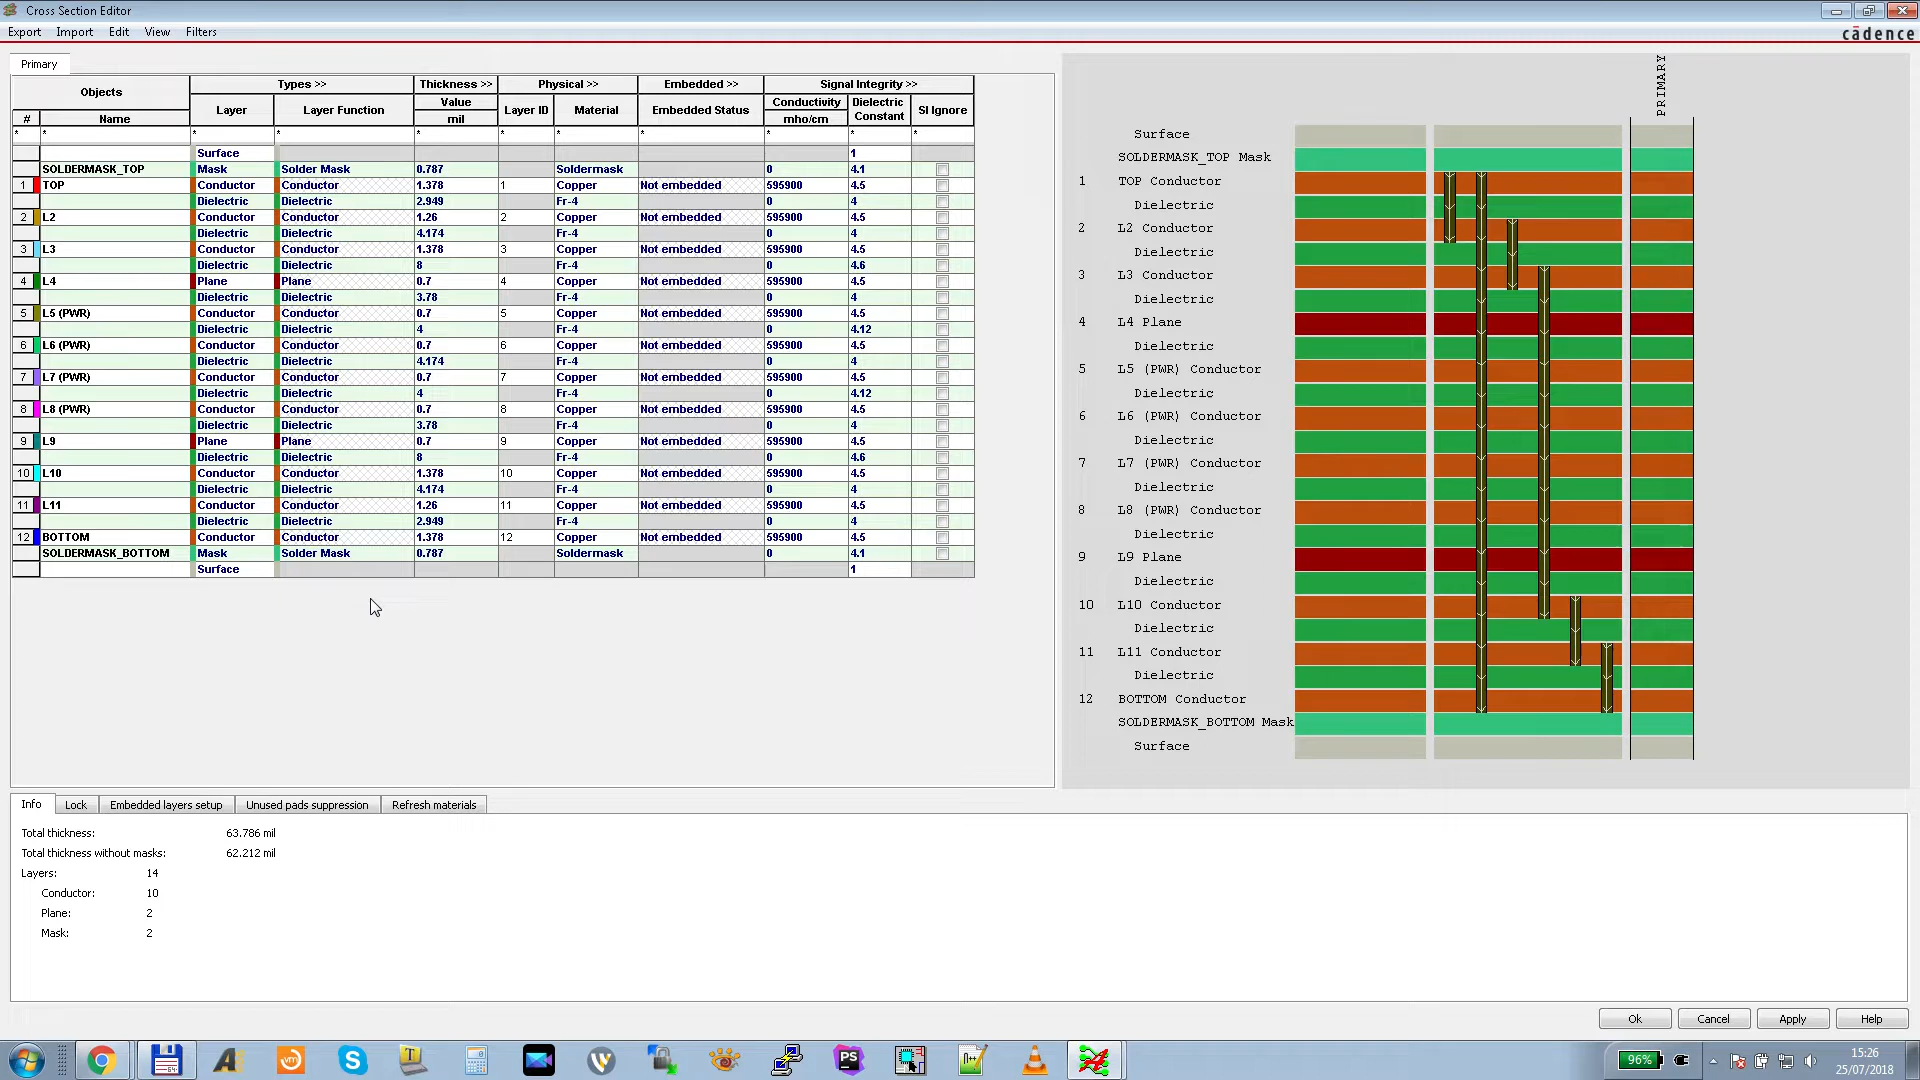 Cross Section Editor
Export Import Edit View Filters
cādence
Primary
Objects Types >> Thickness >> Physical >> Embedded >> Signal Integrity >>
# Name Layer Layer Function Value mil Layer ID Material Embedded Status Conductivity mho/cm Dielectric Constant SI Ignore
* * * * * * * * * * *
Surface 1
SOLDERMASK_TOP Mask Solder Mask 0.787 Soldermask 0 4.1
1 TOP Conductor Conductor 1.378 1 Copper Not embedded 595900 4.5
Dielectric Dielectric 2.949 Fr-4 0 4
2 L2 Conductor Conductor 1.26 2 Copper Not embedded 595900 4.5
Dielectric Dielectric 4.174 Fr-4 0 4
3 L3 Conductor Conductor 1.378 3 Copper Not embedded 595900 4.5
Dielectric Dielectric 8 Fr-4 0 4.6
4 L4 Plane Plane 0.7 4 Copper Not embedded 595900 4.5
Dielectric Dielectric 3.78 Fr-4 0 4
5 L5 (PWR) Conductor Conductor 0.7 5 Copper Not embedded 595900 4.5
Dielectric Dielectric 4 Fr-4 0 4.12
6 L6 (PWR) Conductor Conductor 0.7 6 Copper Not embedded 595900 4.5
Dielectric Dielectric 4.174 Fr-4 0 4
7 L7 (PWR) Conductor Conductor 0.7 7 Copper Not embedded 595900 4.5
Dielectric Dielectric 4 Fr-4 0 4.12
8 L8 (PWR) Conductor Conductor 0.7 8 Copper Not embedded 595900 4.5
Dielectric Dielectric 3.78 Fr-4 0 4
9 L9 Plane Plane 0.7 9 Copper Not embedded 595900 4.5
Dielectric Dielectric 8 Fr-4 0 4.6
10 L10 Conductor Conductor 1.378 10 Copper Not embedded 595900 4.5
Dielectric Dielectric 4.174 Fr-4 0 4
11 L11 Conductor Conductor 1.26 11 Copper Not embedded 595900 4.5
Dielectric Dielectric 2.949 Fr-4 0 4
12 BOTTOM Conductor Conductor 1.378 12 Copper Not embedded 595900 4.5
SOLDERMASK_BOTTOM Mask Solder Mask 0.787 Soldermask 0 4.1
Surface 1
PRIMARY
Surface
SOLDERMASK_TOP Mask
1 TOP Conductor
Dielectric
2 L2 Conductor
Dielectric
3 L3 Conductor
Dielectric
4 L4 Plane
Dielectric
5 L5 (PWR) Conductor
Dielectric
6 L6 (PWR) Conductor
Dielectric
7 L7 (PWR) Conductor
Dielectric
8 L8 (PWR) Conductor
Dielectric
9 L9 Plane
Dielectric
10 L10 Conductor
Dielectric
11 L11 Conductor
Dielectric
12 BOTTOM Conductor
SOLDERMASK_BOTTOM Mask
Surface
Info Lock Embedded layers setup Unused pads suppression Refresh materials
Total thickness: 63.786 mil
Total thickness without masks: 62.212 mil
Layers: 14
Conductor: 10
Plane: 2
Mask: 2
Ok Cancel Apply Help
96%
15:26
25/07/2018